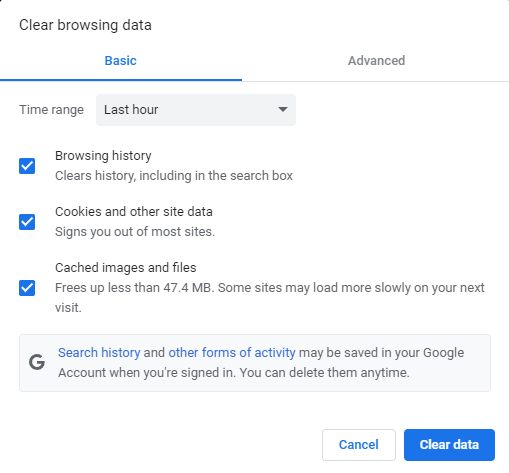 Clear browsing data
Basic
Advanced
Time range
Last hour
Browsing history
Clears history, including in the search box
Cookies and other site data
Signs you out of most sites.
Cached images and files
Frees up less than 47.4 MB. Some sites may load more slowly on your next
visit.
G
Search history and other forms of activity may be saved in your Google
Account when you're signed in. You can delete them anytime.
Cancel
Clear data